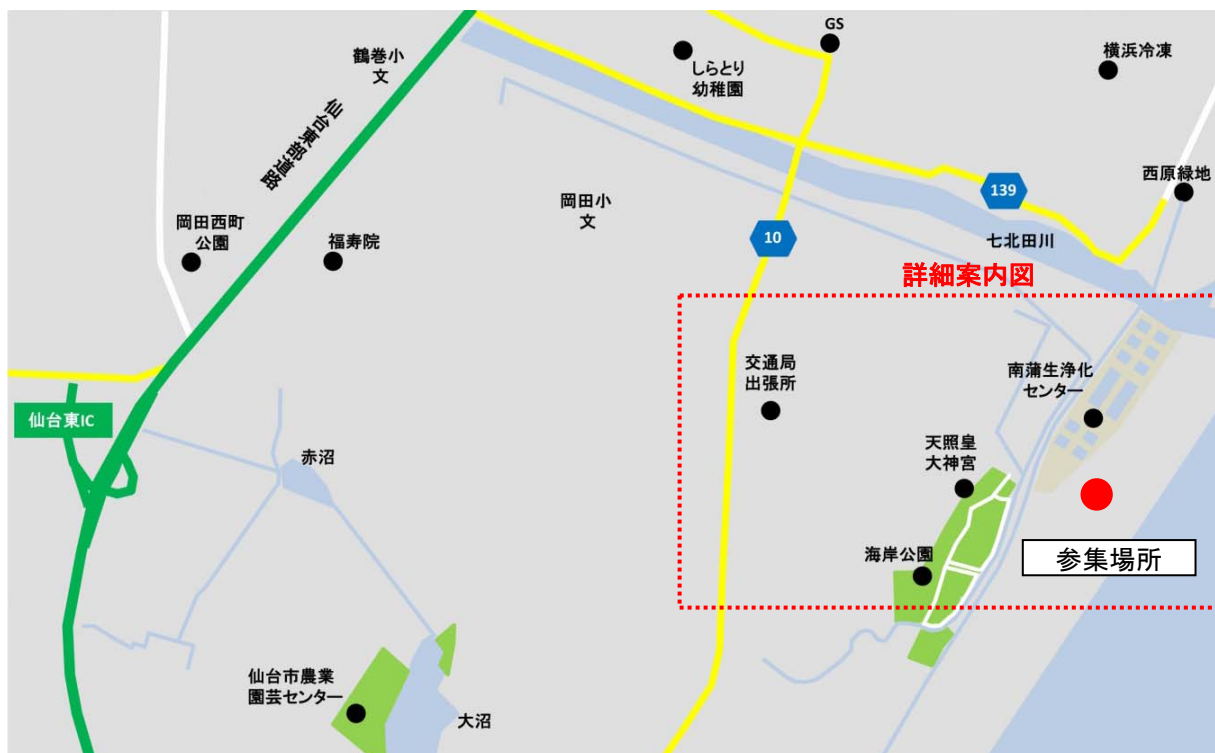 GS
鶴巻小
文
横浜冷凍
しらとり
幼稚園
仙台東部道路
西原緑地
139
岡田小
文
岡田西町
公園
福寿院
10
七北田川
詳細案内図
交通局
出張所
南蒲生浄化
センター
仙台東IC
天照皇
大神宮
赤沼
海岸公園
参集場所
仙台市農業
園芸センター
大沼